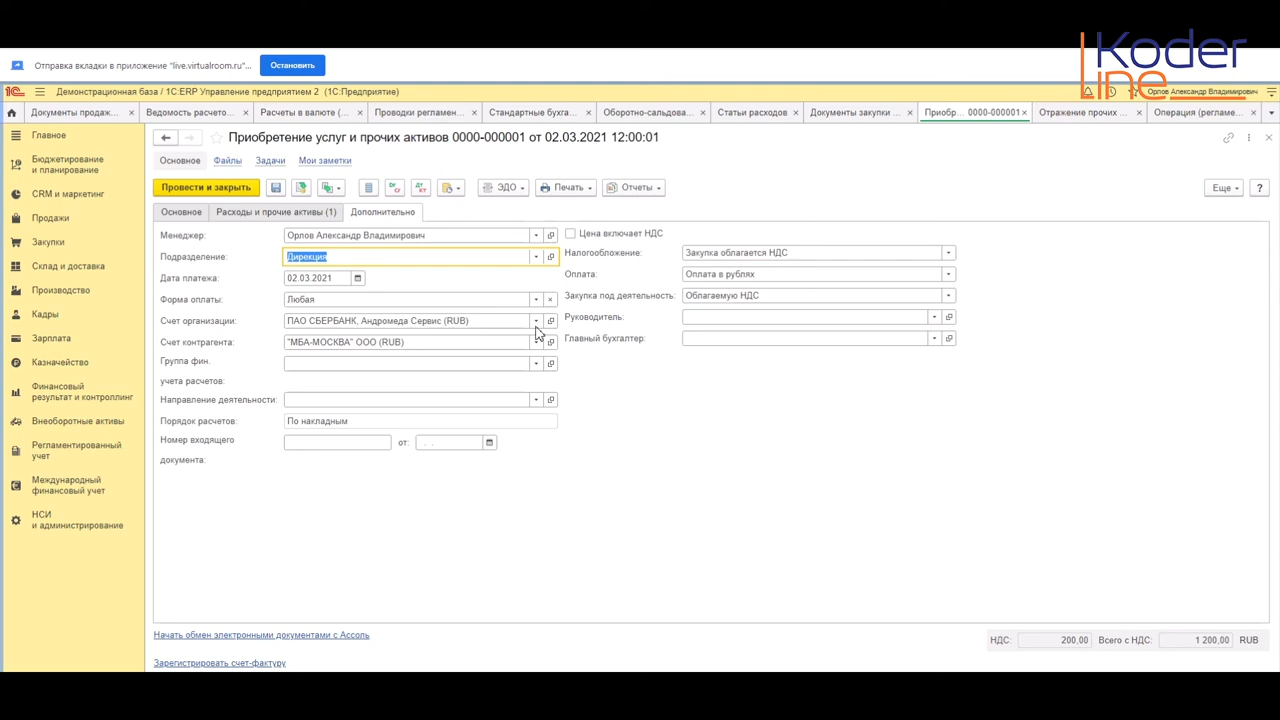 Koder
Line
Отправка вкладки в приложение "live.virtualroom.ru"...
Остановить
Демонстрационная база / 1С:ERP Управление предприятием 2 (1С:Предприятие)
Орлов Александр Владимирович
Документы продаж...
Ведомость расчето...
Расчеты в валюте (...
Проводки регламен...
Стандартные бухга...
Оборотно-сальдова...
Статьи расходов
Документы закупки ...
Приобр... 0000-000001
Отражение прочих ...
Операция (регламе...
Приобретение услуг и прочих активов 0000-000001 от 02.03.2021 12:00:01
Основное Файлы Задачи Мои заметки
Провести и закрыть
Дт Кт
ЭДО
Печать
Отчеты
Еще
?
Основное
Расходы и прочие активы (1)
Дополнительно
Менеджер: Орлов Александр Владимирович
Подразделение: Дирекция
Дата платежа: 02.03.2021
Форма оплаты: Любая
Счет организации: ПАО СБЕРБАНК, Андромеда Сервис (RUB)
Счет контрагента: "МБА-МОСКВА" ООО (RUB)
Группа фин.
учета расчетов:
Направление деятельности:
Порядок расчетов: По накладным
Номер входящего от:
документа:
Цена включает НДС
Налогообложение: Закупка облагается НДС
Оплата: Оплата в рублях
Закупка под деятельность: Облагаемую НДС
Руководитель:
Главный бухгалтер:
Главное
Бюджетирование
и планирование
CRM и маркетинг
Продажи
Закупки
Склад и доставка
Производство
Кадры
Зарплата
Казначейство
Финансовый
результат и контроллинг
Внеоборотные активы
Регламентированный
учет
Международный
финансовый учет
НСИ
и администрирование
Начать обмен электронными документами с Ассоль
Зарегистрировать счет-фактуру
НДС: 200,00 Всего с НДС: 1 200,00 RUB